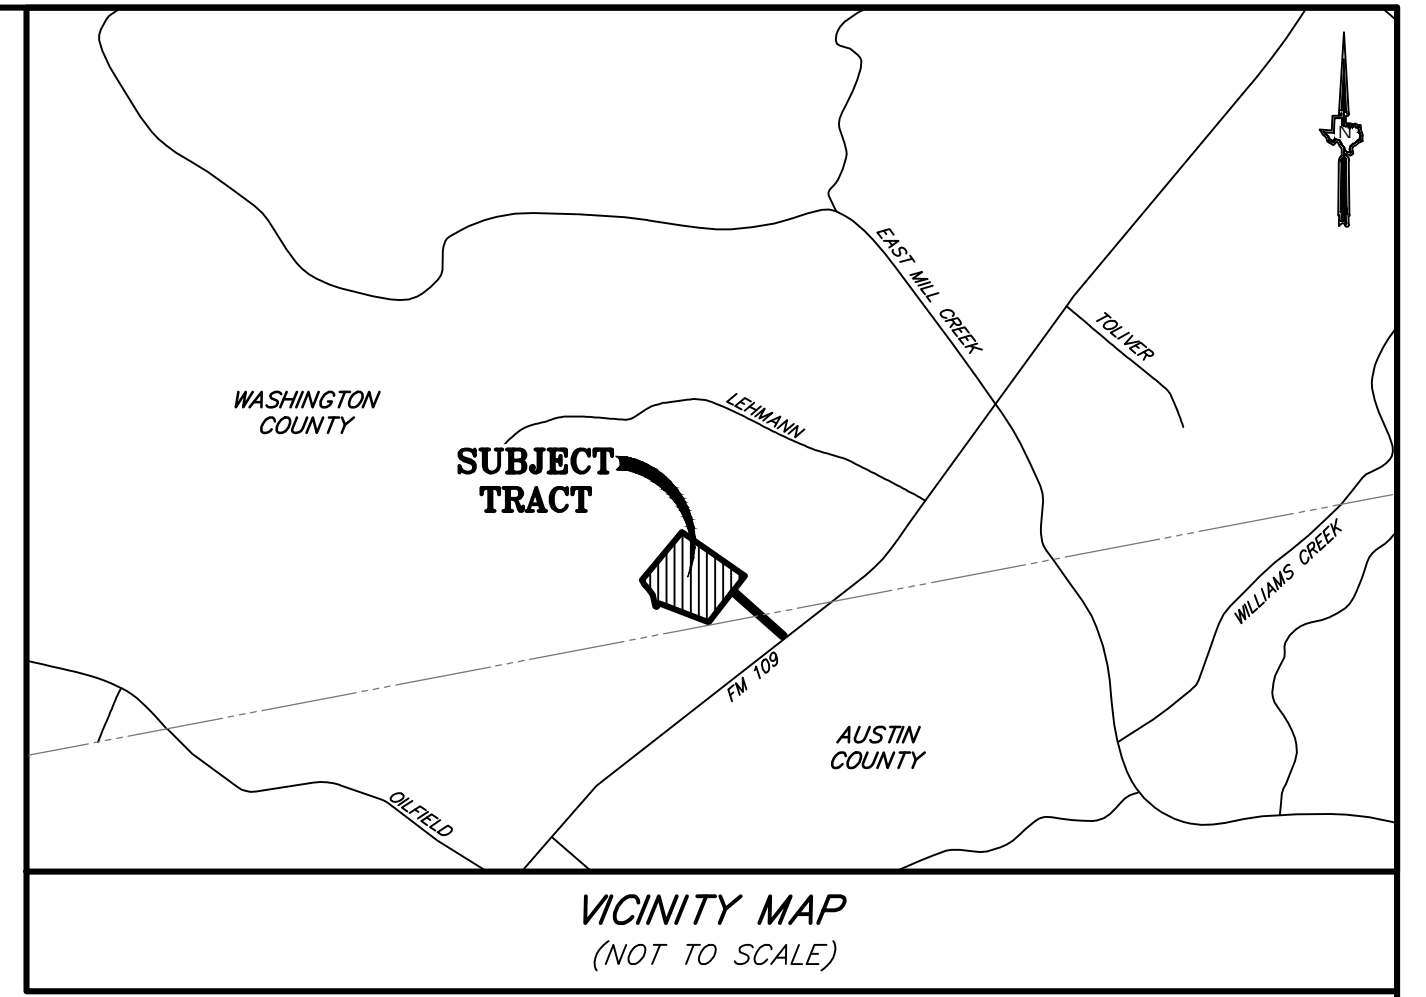 N
EAST MILL CREEK
TOLIVER
WASHINGTON
COUNTY
LEHMANN
SUBJECT
TRACT
WILLIAMS CREEK
FM 109
AUSTIN
COUNTY
OILFIELD
VICINITY MAP
(NOT TO SCALE)